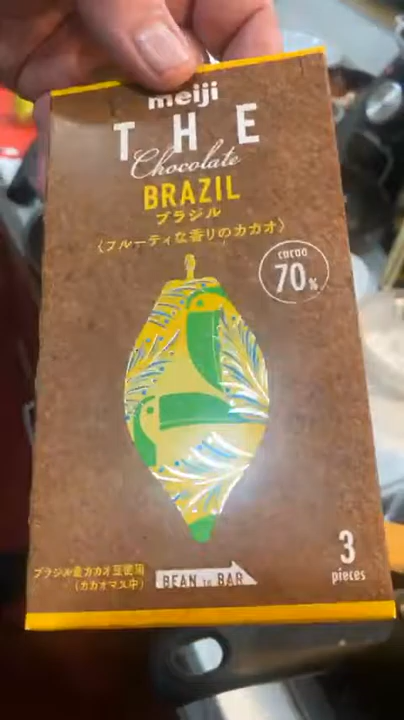 meiji
THE
Chocolate
BRAZIL
ブラジル
〈フルーティな香りのカカオ〉
cacao
70%
ブラジル産カカオ豆使用
(カカオマス中)
BEAN to BAR
3
pieces